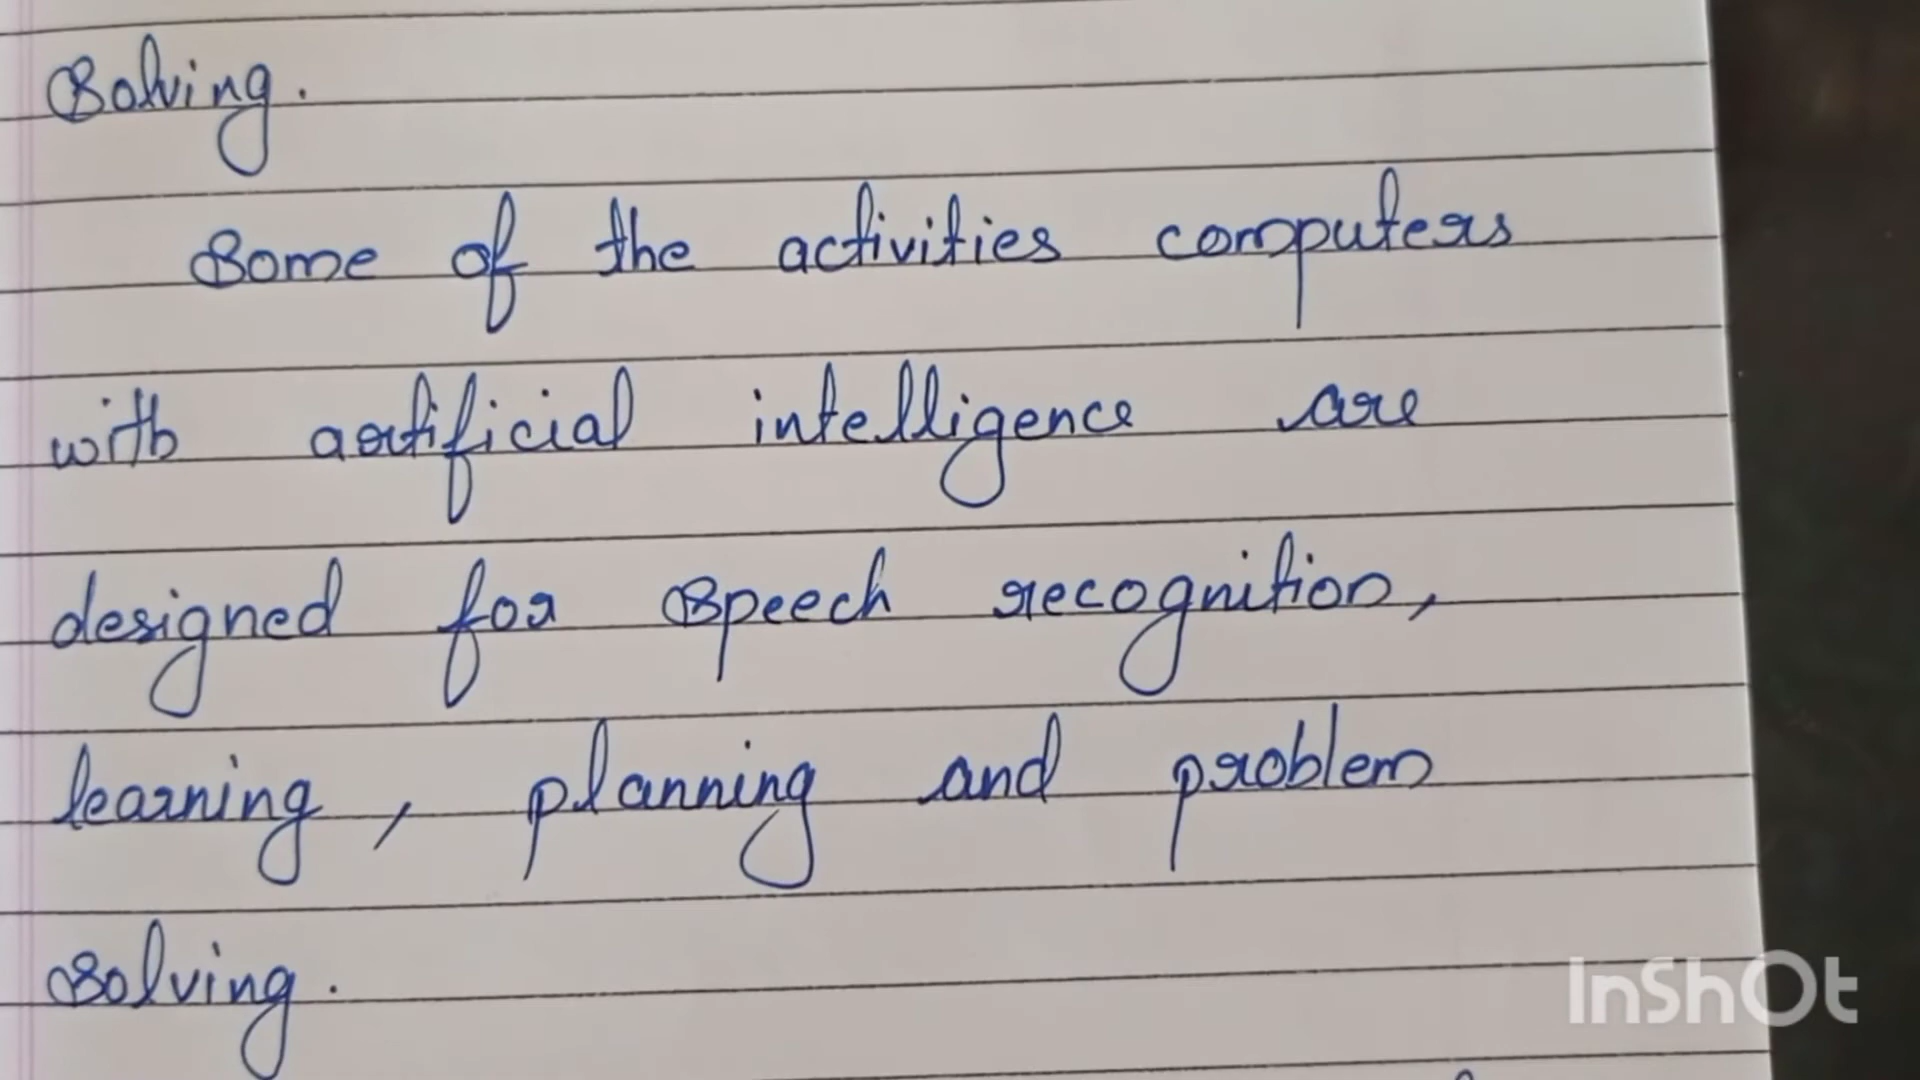 Solving.
Some of the activities computers
with artificial intelligence are
designed for speech recognition,
learning, planning and problem
solving.
InShOt